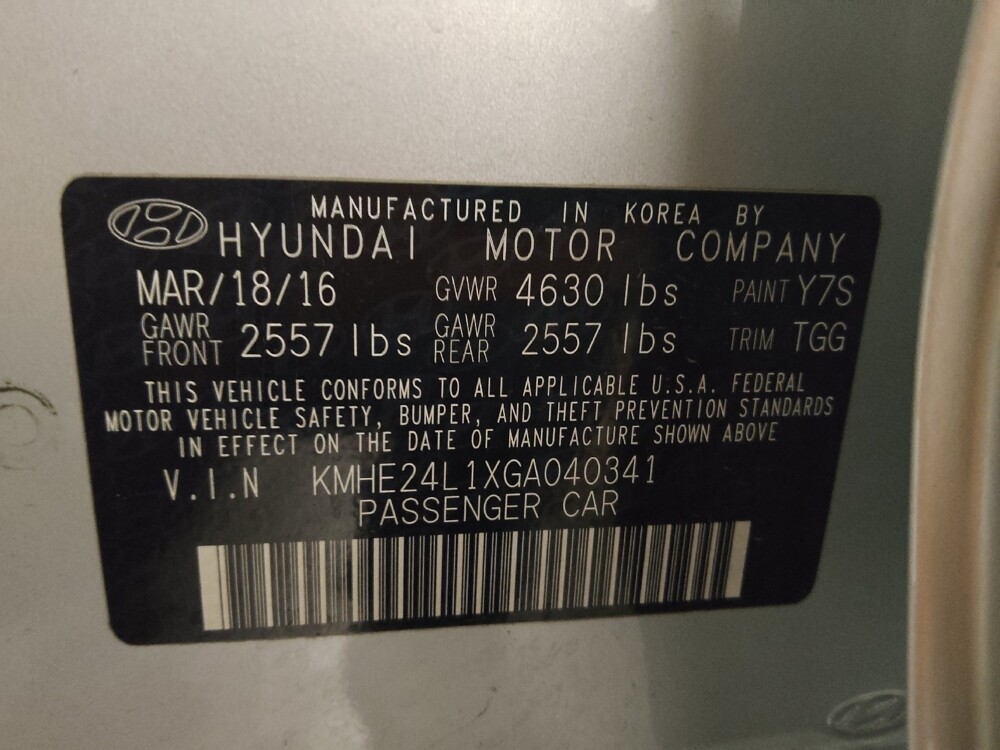 MANUFACTURED IN KOREA BY
HYUNDAI MOTOR COMPANY
MAR/18/16 GVWR 4630 lbs PAINT Y7S
GAWR FRONT 2557 lbs GAWR REAR 2557 lbs TRIM TGG
THIS VEHICLE CONFORMS TO ALL APPLICABLE U.S.A. FEDERAL
MOTOR VEHICLE SAFETY, BUMPER, AND THEFT PREVENTION STANDARDS
IN EFFECT ON THE DATE OF MANUFACTURE SHOWN ABOVE
V.I.N KMHE24L1XGA040341
PASSENGER CAR